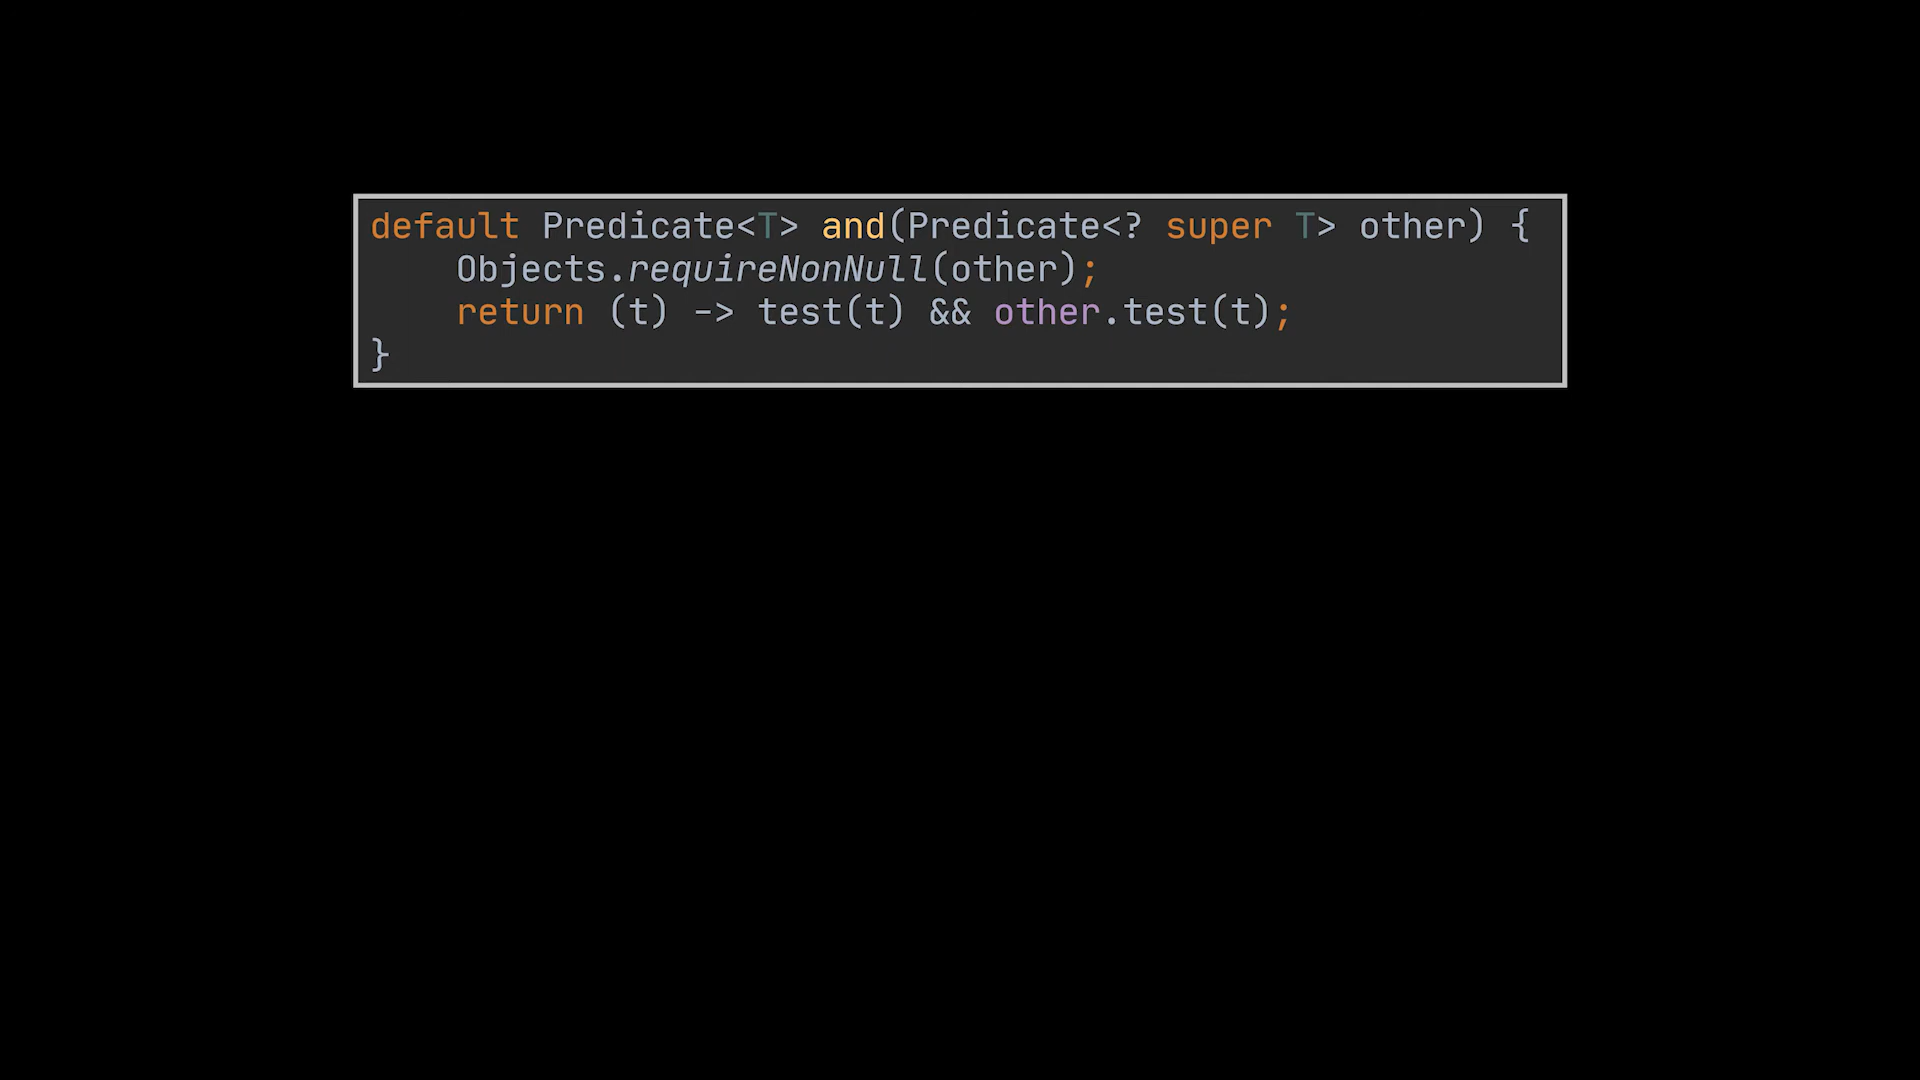 default Predicate<T> and(Predicate<? super T> other) {
    Objects.requireNonNull(other);
    return (t) -> test(t) && other.test(t);
}